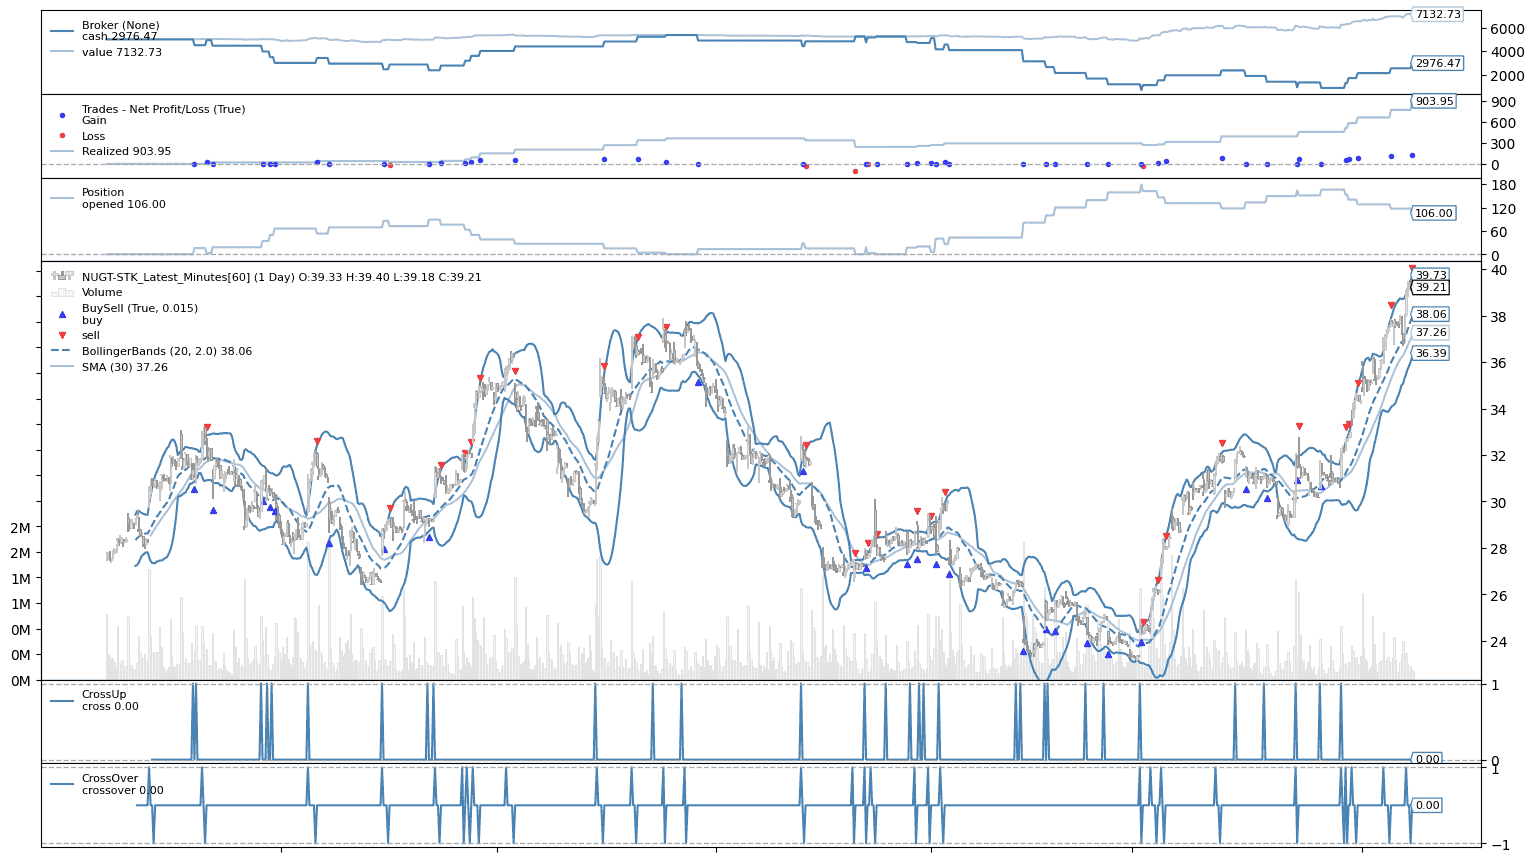 Broker (None)
cash 2976.47
value 7132.73
7132.73
6000
4000
2976.47
2000
Trades - Net Profit/Loss (True)
Gain
Loss
Realized 903.95
903.95
900
600
300
0
Position
opened 106.00
180
120
106.00
60
0
NUGT-STK_Latest_Minutes[60] (1 Day) O:39.33 H:39.40 L:39.18 C:39.21
Volume
BuySell (True, 0.015)
buy
sell
BollingerBands (20, 2.0) 38.06
SMA (30) 37.26
40
39.73
39.21
38
38.06
37.26
36.39
36
34
32
30
28
26
24
2M
2M
1M
1M
0M
0M
0M
CrossUp
cross 0.00
1
0.00
0
CrossOver
crossover 0.00
1
0.00
−1